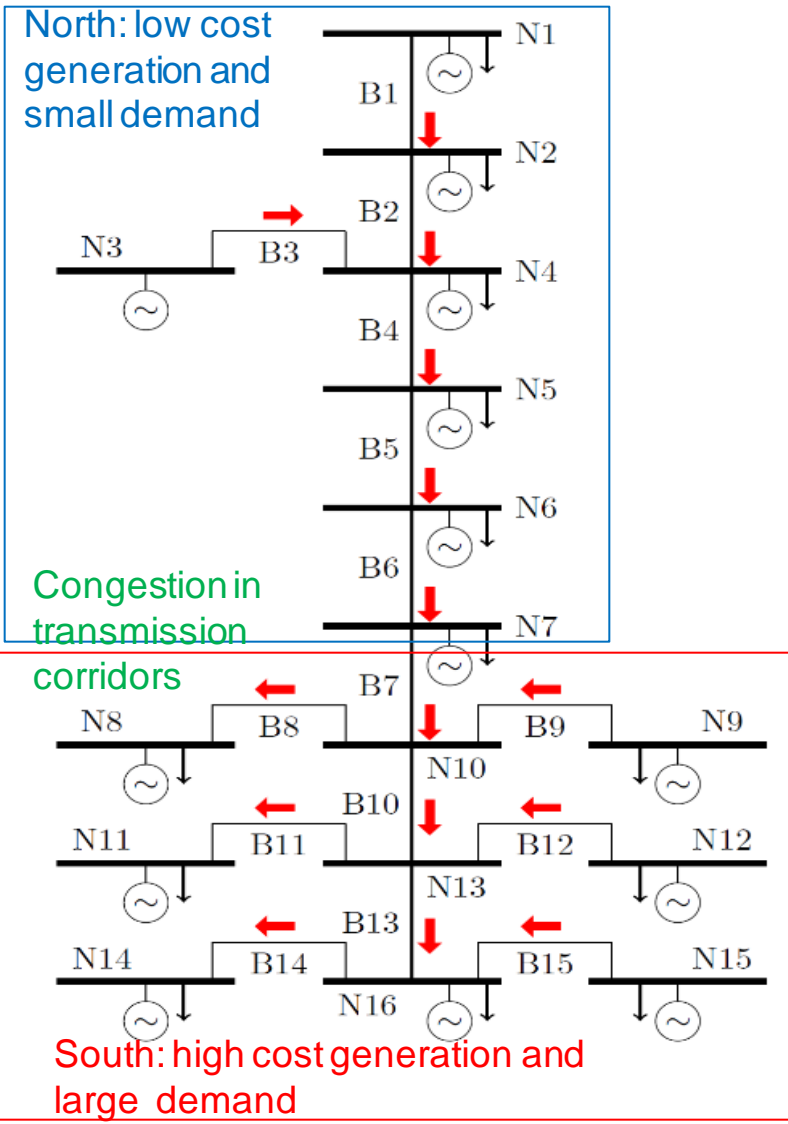 North: low cost
generation and
small demand
N1
B1
N2
B2
N3
B3
N4
B4
N5
B5
N6
B6
Congestion in
transmission
corridors
N7
B7
N8
B8
B9
N9
N10
B10
N11
B11
B12
N12
N13
B13
N14
B14
B15
N15
N16
South: high cost generation and
large demand